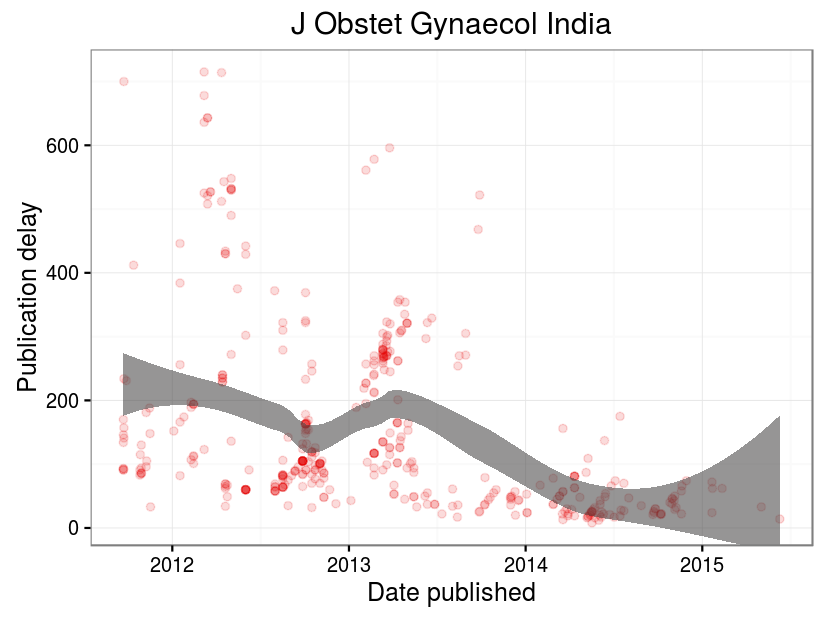 J Obstet Gynaecol India
Publication delay
600
400
200
0
2012 2013 2014 2015
Date published